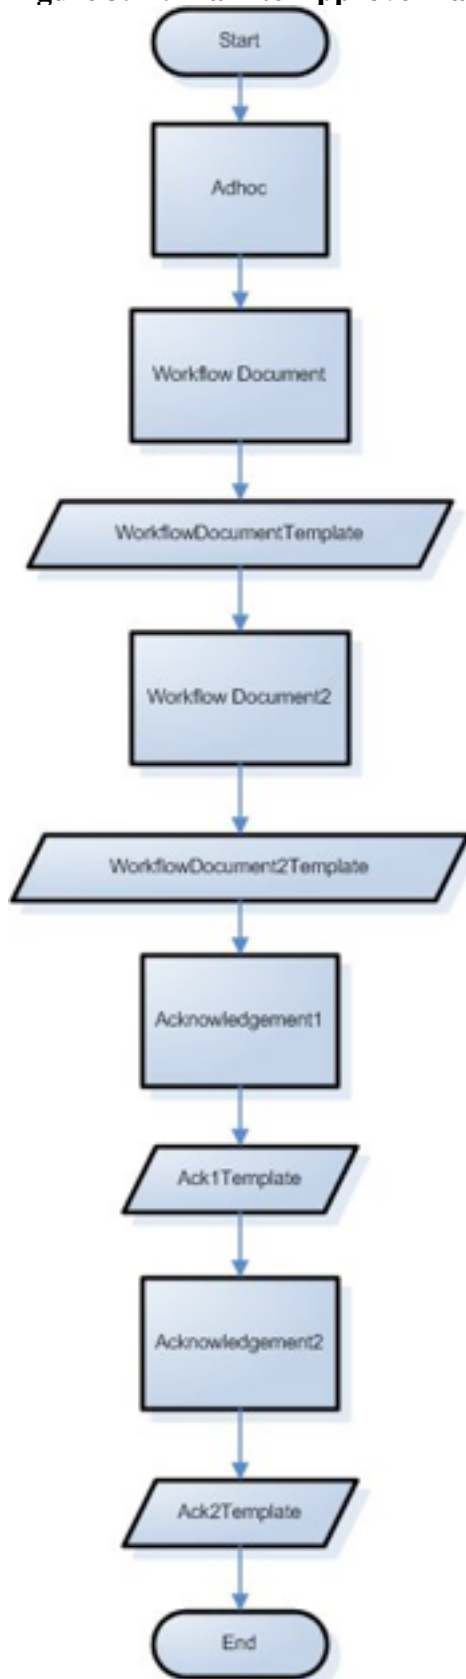 Start
Adhoc
Workflow Document
WorkflowDocumentTemplate
Workflow Document2
WorkflowDocument2Template
Acknowledgement1
Ack1Template
Acknowledgement2
Ack2Template
End